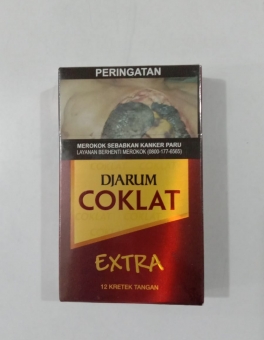 PERINGATAN
MEROKOK SEBABKAN KANKER PARU
LAYANAN BERHENTI MEROKOK (0800-177-6565)
DJARUM
COKLAT
EXTRA
12 KRETEK TANGAN